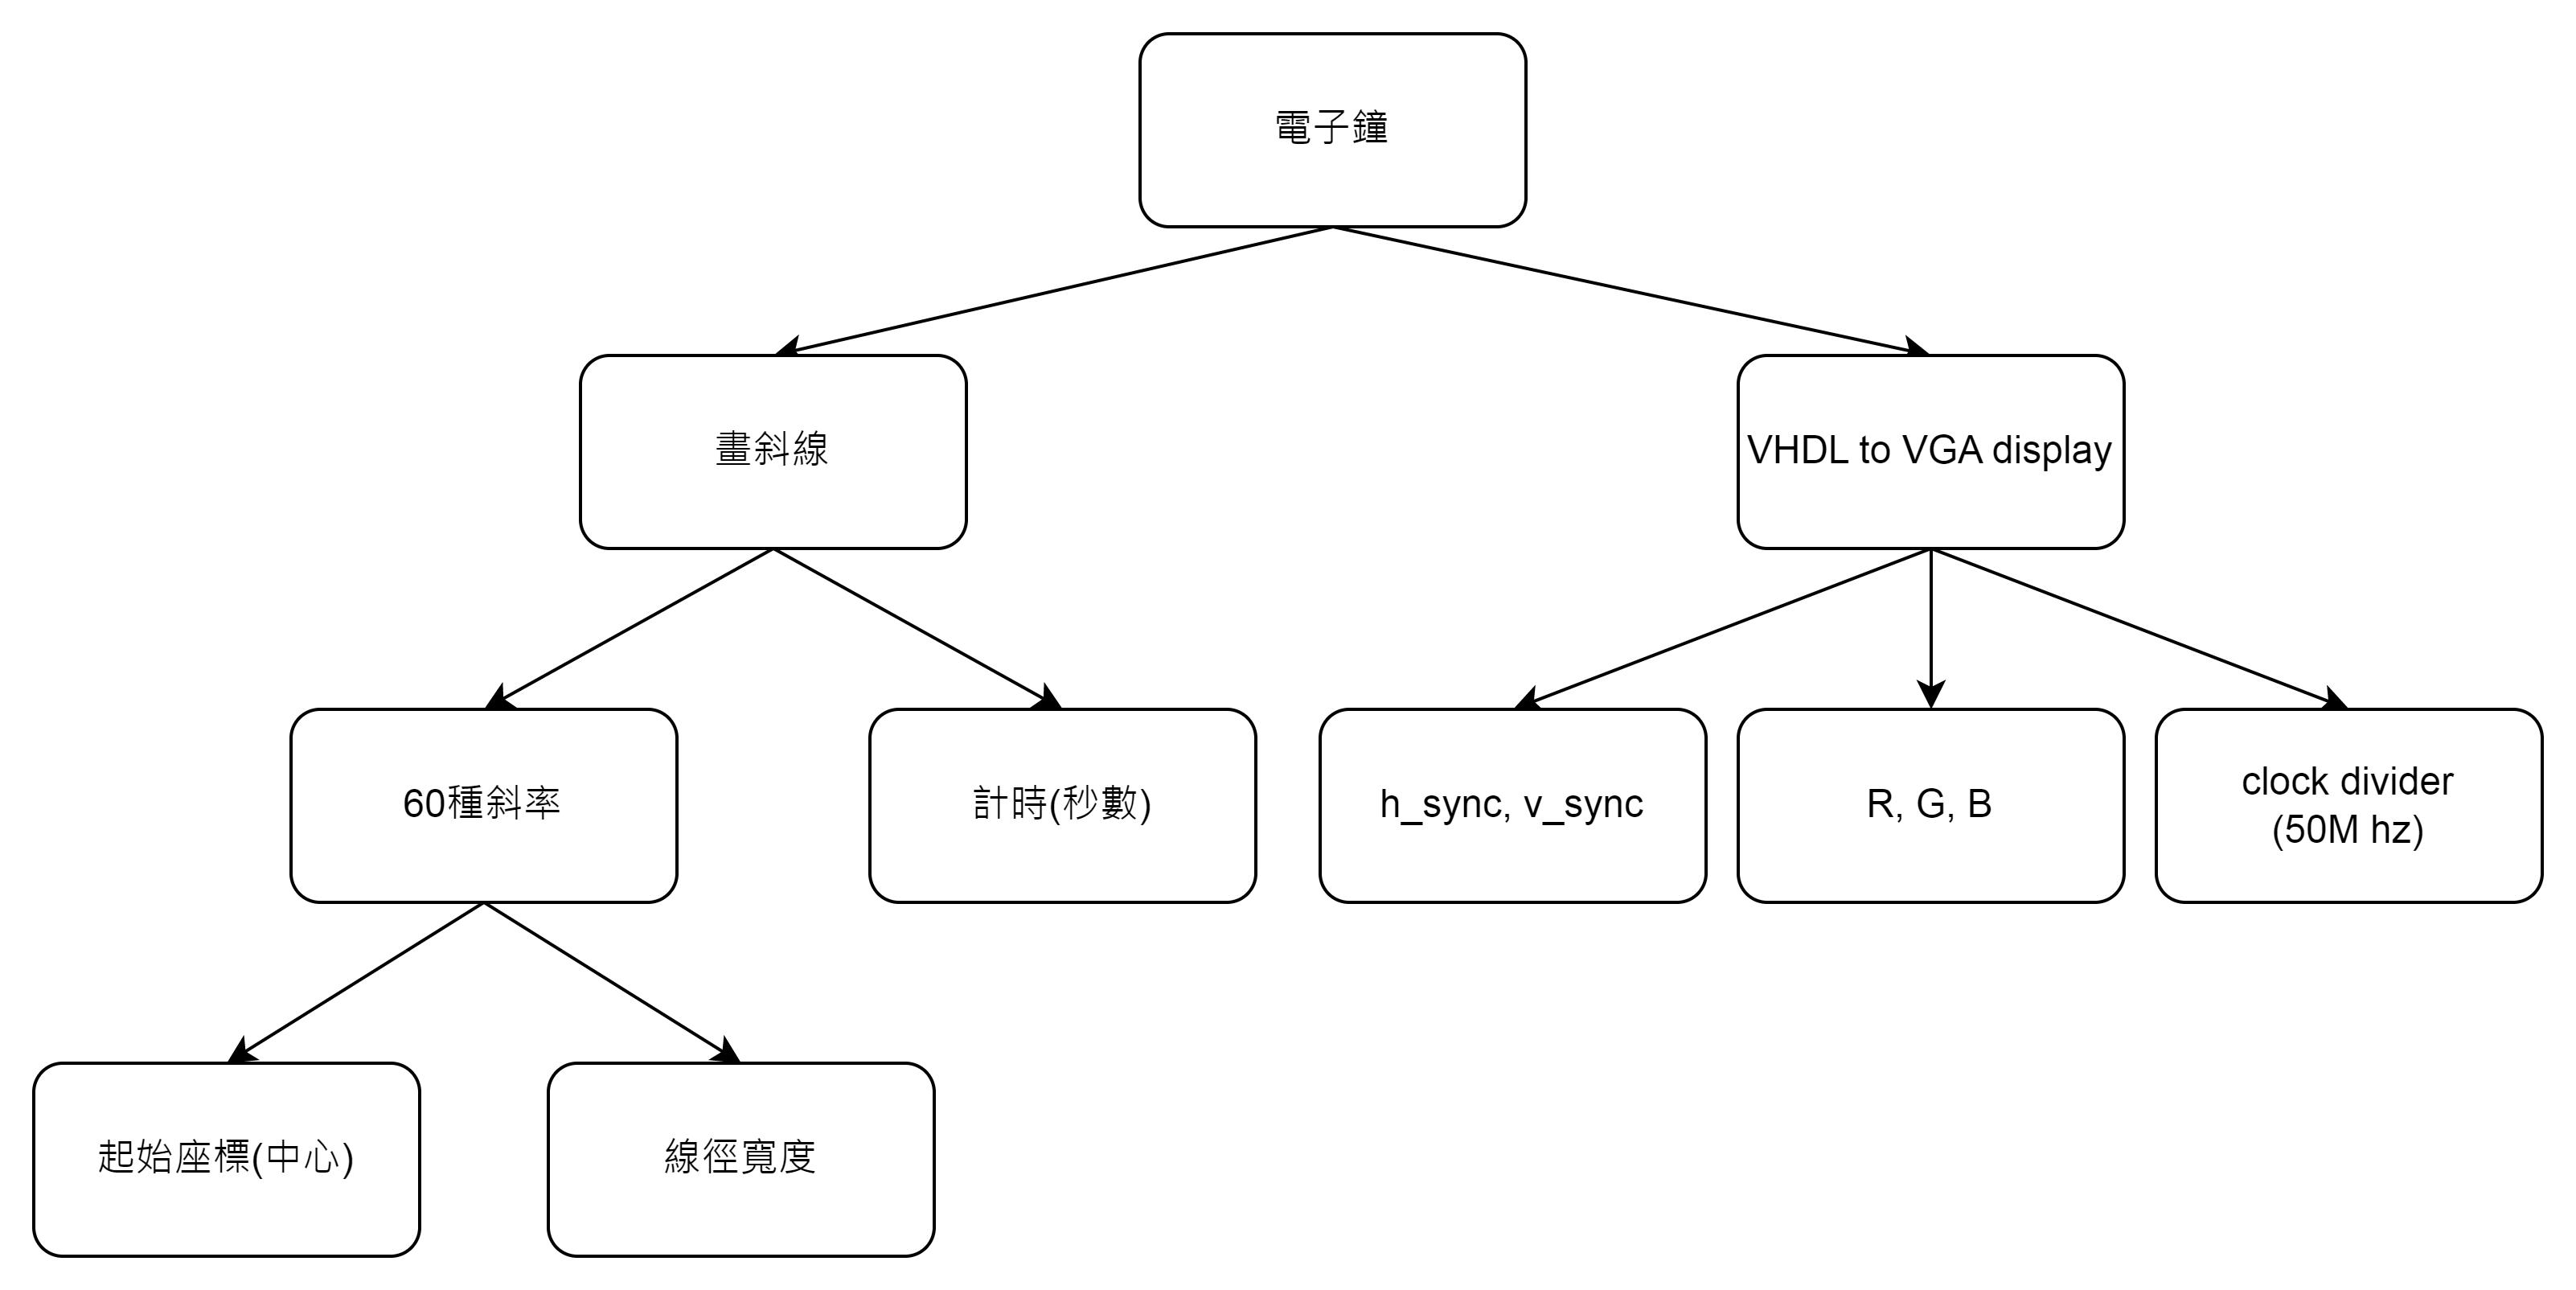 電子鐘
畫斜線
VHDL to VGA display
60種斜率
計時(秒數)
h_sync, v_sync
R, G, B
clock divider
(50M hz)
起始座標(中心)
線徑寬度